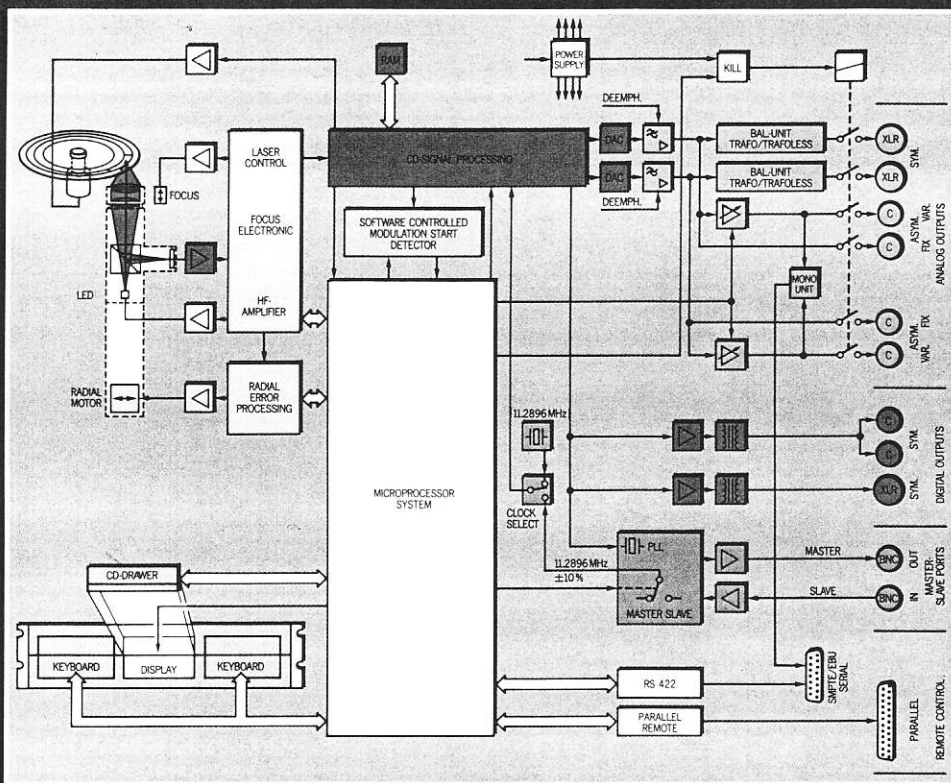 RAM
POWER
SUPPLY
KILL
DEEMPH.
LASER
CONTROL
CD-SIGNAL PROCESSING
DAC
BAL-UNIT
TRAFO/TRAFOLESS
XLR
DAC
BAL-UNIT
TRAFO/TRAFOLESS
XLR
SYM.
FOCUS
DEEMPH.
FOCUS
ELECTRONIC
SOFTWARE CONTROLLED
MODULATION START
DETECTOR
C
C
ASYM.
FIX VAR.
ANALOG OUTPUTS
LED
HF-
AMPLIFIER
MONO
UNIT
C
C
ASYM.
VAR. FIX
RADIAL
MOTOR
RADIAL
ERROR
PROCESSING
11.2896 MHz
C
C
SYM.
XLR
SYM.
DIGITAL OUTPUTS
MICROPROCESSOR
SYSTEM
CLOCK
SELECT
PLL
11.2896 MHz
±10%
MASTER SLAVE
MASTER
BNC
OUT
SLAVE
BNC
IN
MASTER-
SLAVE PORTS
CD-DRAWER
KEYBOARD
DISPLAY
KEYBOARD
RS 422
SMPTE/EBU
SERIAL
PARALLEL
REMOTE
PARALLEL
REMOTE CONTROL.